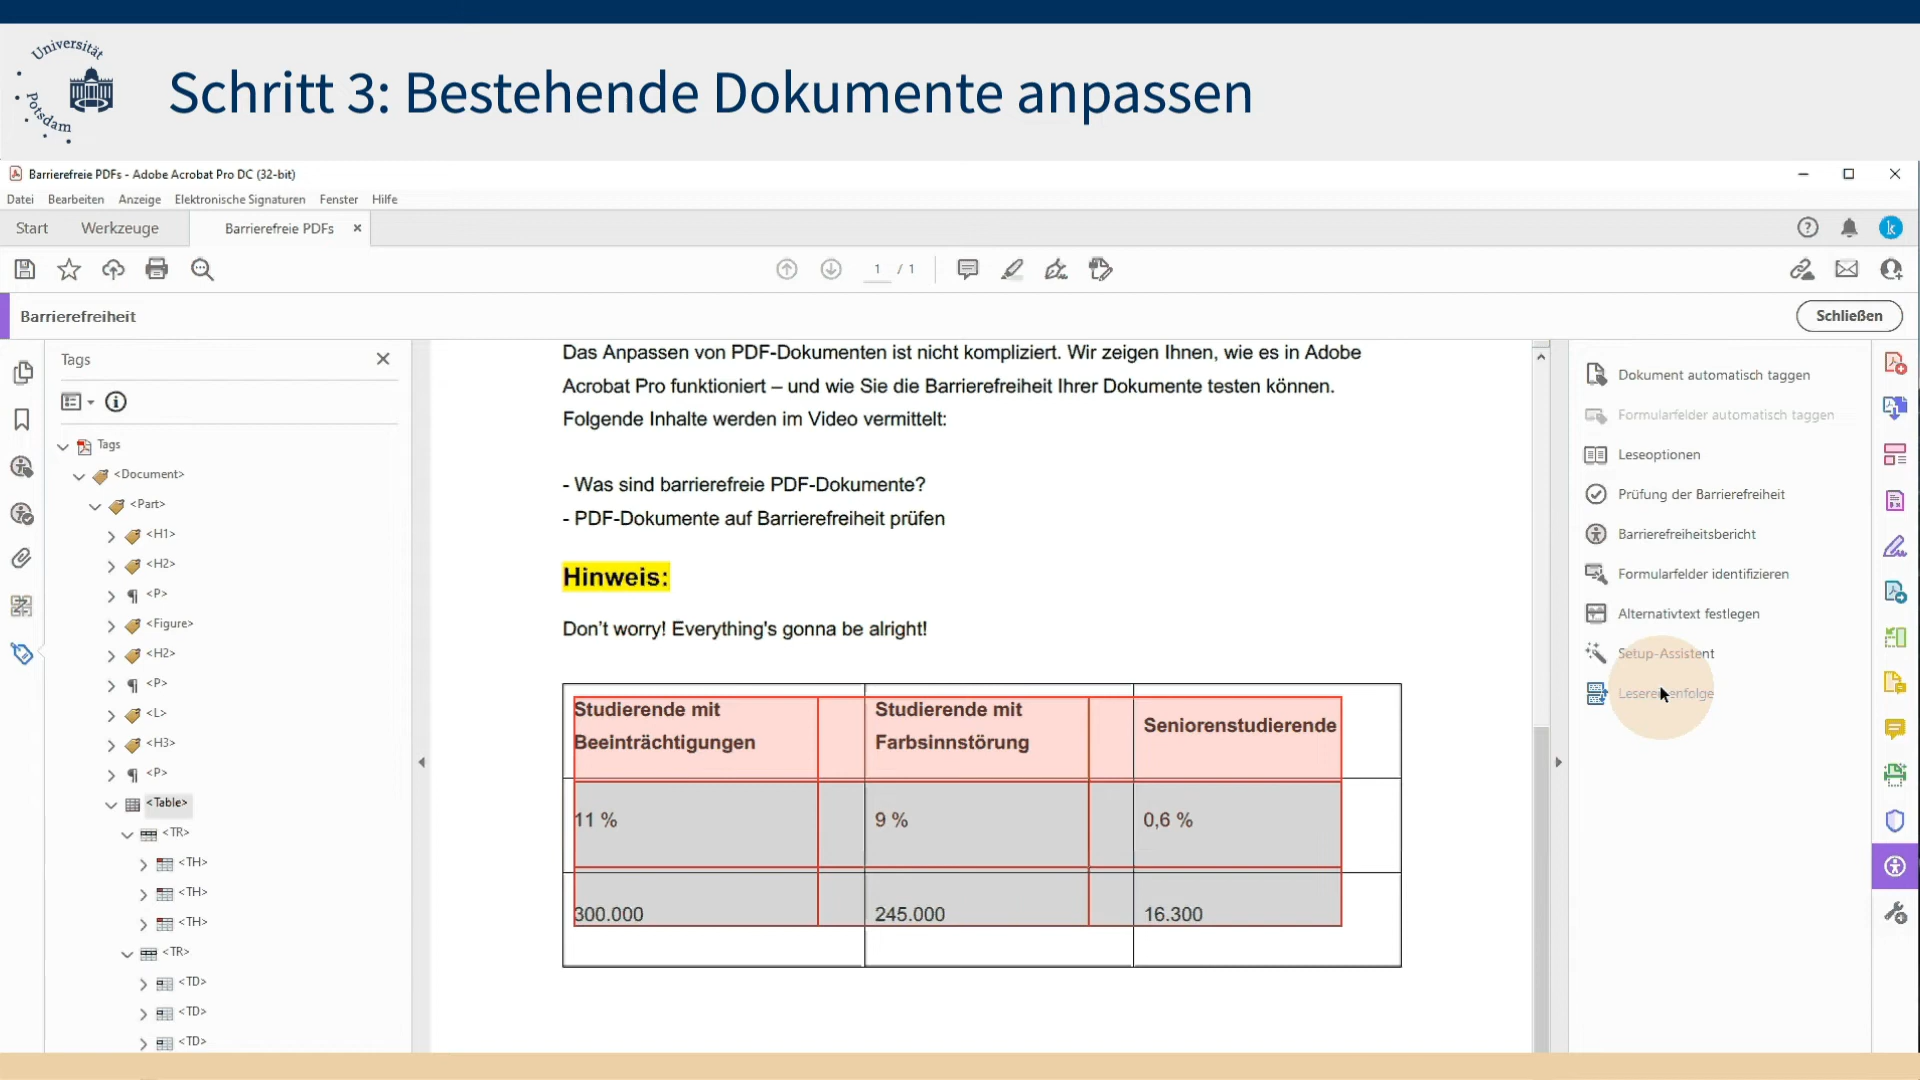 Universität
Potsdam
Schritt 3: Bestehende Dokumente anpassen
Barrierefreie PDFs - Adobe Acrobat Pro DC (32-bit)
Datei Bearbeiten Anzeige Elektronische Signaturen Fenster Hilfe
Start Werkzeuge Barrierefreie PDFs
k
1 / 1
Barrierefreiheit
Schließen
Tags
Tags
<Document>
<Part>
<H1>
<H2>
<P>
<Figure>
<H2>
<P>
<L>
<H3>
<P>
<Table>
<TR>
<TH>
<TH>
<TH>
<TR>
<TD>
<TD>
<TD>
Das Anpassen von PDF-Dokumenten ist nicht kompliziert. Wir zeigen Ihnen, wie es in Adobe
Acrobat Pro funktioniert – und wie Sie die Barrierefreiheit Ihrer Dokumente testen können.
Folgende Inhalte werden im Video vermittelt:
- Was sind barrierefreie PDF-Dokumente?
- PDF-Dokumente auf Barrierefreiheit prüfen
Hinweis:
Don't worry! Everything's gonna be alright!
Studierende mit Beeinträchtigungen
Studierende mit Farbsinnstörung
Seniorenstudierende
11 % 9 % 0,6 %
300.000 245.000 16.300
Dokument automatisch taggen
Formularfelder automatisch taggen
Leseoptionen
Prüfung der Barrierefreiheit
Barrierefreiheitsbericht
Formularfelder identifizieren
Alternativtext festlegen
Setup-Assistent
Lesereihenfolge